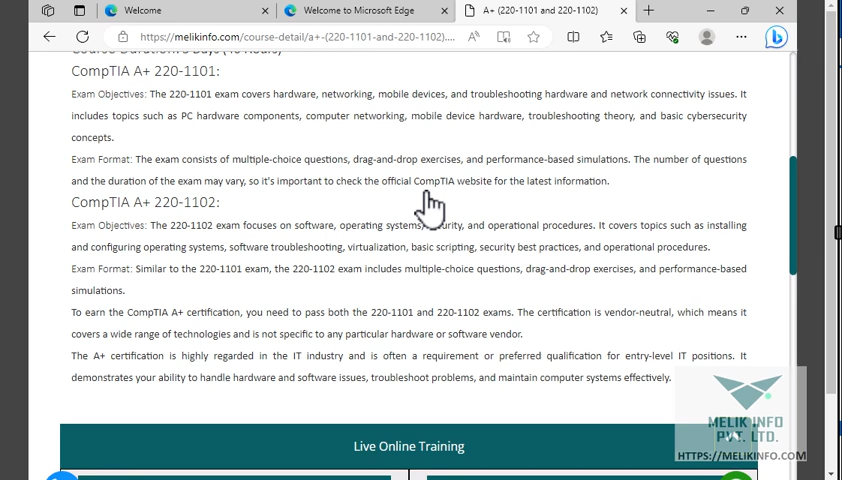 Welcome
Welcome to Microsoft Edge
A+ (220-1101 and 220-1102)
https://melikinfo.com/course-detail/a+-(220-1101-and-220-1102)....
CompTIA A+ 220-1101:
Exam Objectives: The 220-1101 exam covers hardware, networking, mobile devices, and troubleshooting hardware and network connectivity issues. It
includes topics such as PC hardware components, computer networking, mobile device hardware, troubleshooting theory, and basic cybersecurity
concepts.
Exam Format: The exam consists of multiple-choice questions, drag-and-drop exercises, and performance-based simulations. The number of questions
and the duration of the exam may vary, so it's important to check the official CompTIA website for the latest information.
CompTIA A+ 220-1102:
Exam Objectives: The 220-1102 exam focuses on software, operating systems, and operational procedures. It covers topics such as installing
and configuring operating systems, software troubleshooting, virtualization, basic scripting, security best practices, and operational procedures.
Exam Format: Similar to the 220-1101 exam, the 220-1102 exam includes multiple-choice questions, drag-and-drop exercises, and performance-based
simulations.
To earn the CompTIA A+ certification, you need to pass both the 220-1101 and 220-1102 exams. The certification is vendor-neutral, which means it
covers a wide range of technologies and is not specific to any particular hardware or software vendor.
The A+ certification is highly regarded in the IT industry and is often a requirement or preferred qualification for entry-level IT positions. It
demonstrates your ability to handle hardware and software issues, troubleshoot problems, and maintain computer systems effectively.
MELIK INFO
PVT. LTD.
HTTPS://MELIKINFO.COM
Live Online Training